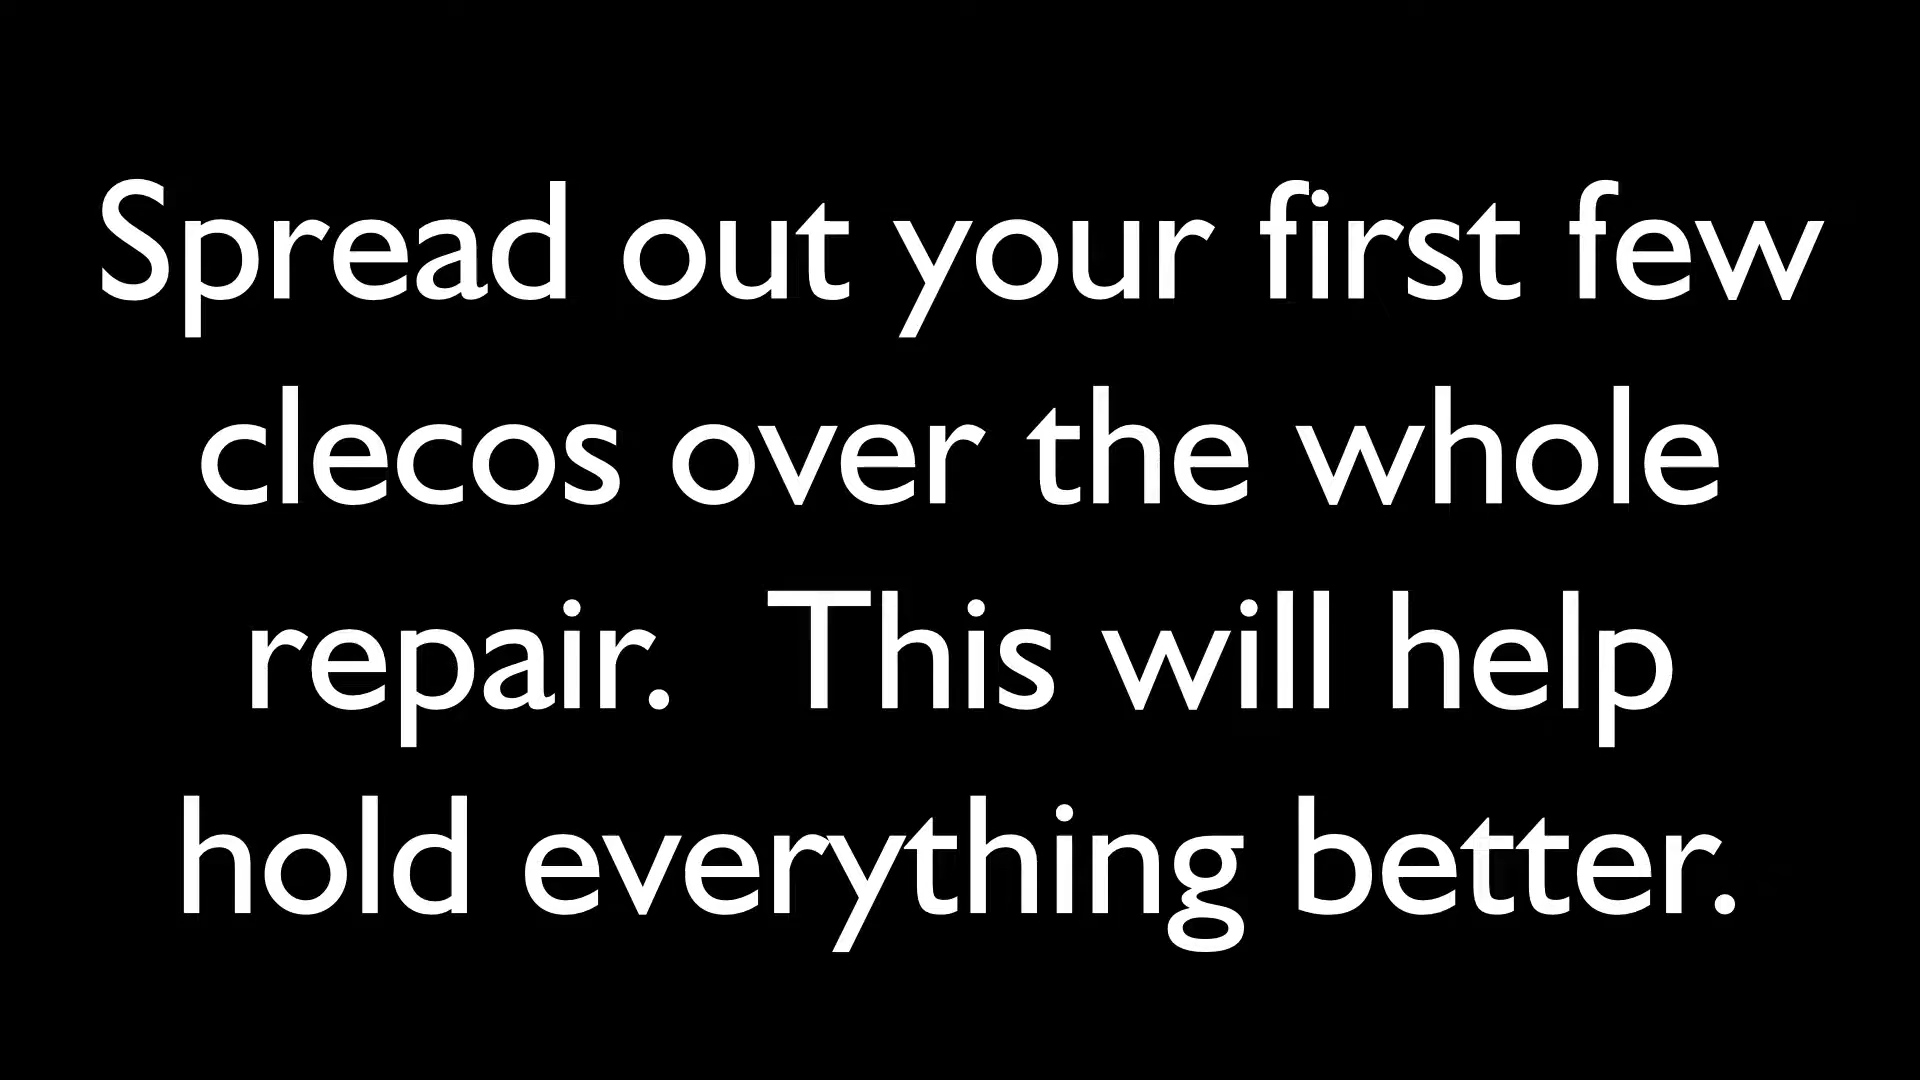 Spread out your first few
clecos over the whole
repair.  This will help
hold everything better.